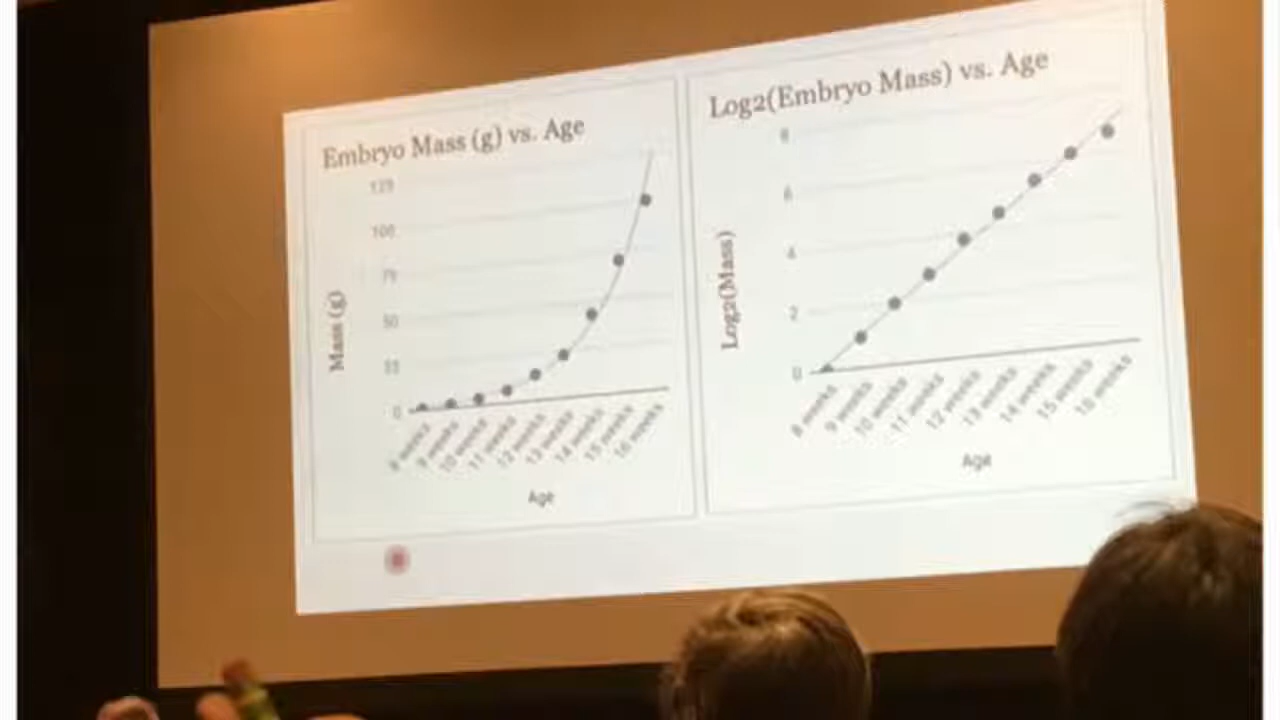 Embryo Mass (g) vs. Age
Mass (g)
125
100
75
50
25
0
8 weeks
9 weeks
10 weeks
11 weeks
12 weeks
13 weeks
14 weeks
15 weeks
16 weeks
Age
Log2(Embryo Mass) vs. Age
Log2(Mass)
8
6
4
2
0
8 weeks
9 weeks
10 weeks
11 weeks
12 weeks
13 weeks
14 weeks
15 weeks
16 weeks
Age